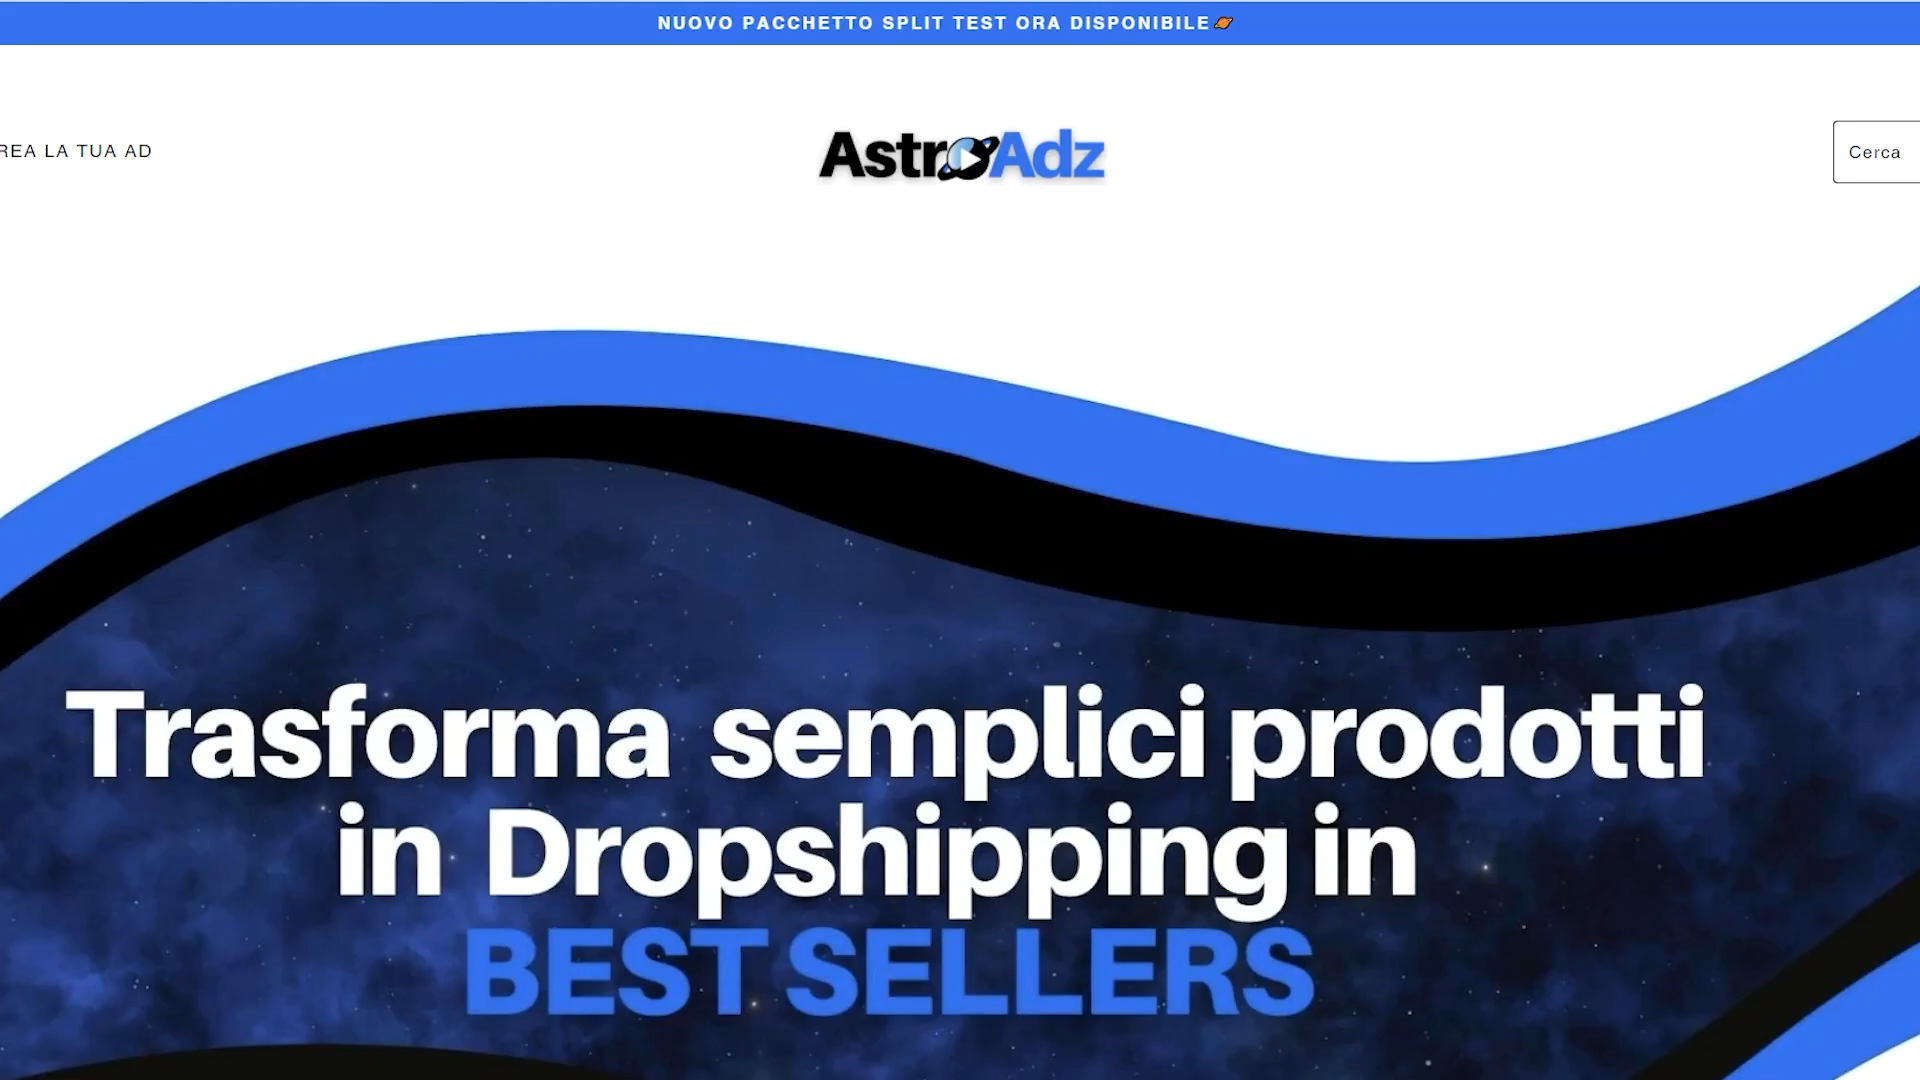 NUOVO PACCHETTO SPLIT TEST ORA DISPONIBILE🪐
REA LA TUA AD
AstroAdz
Cerca
Trasforma semplici prodotti
in Dropshipping in
BEST SELLERS